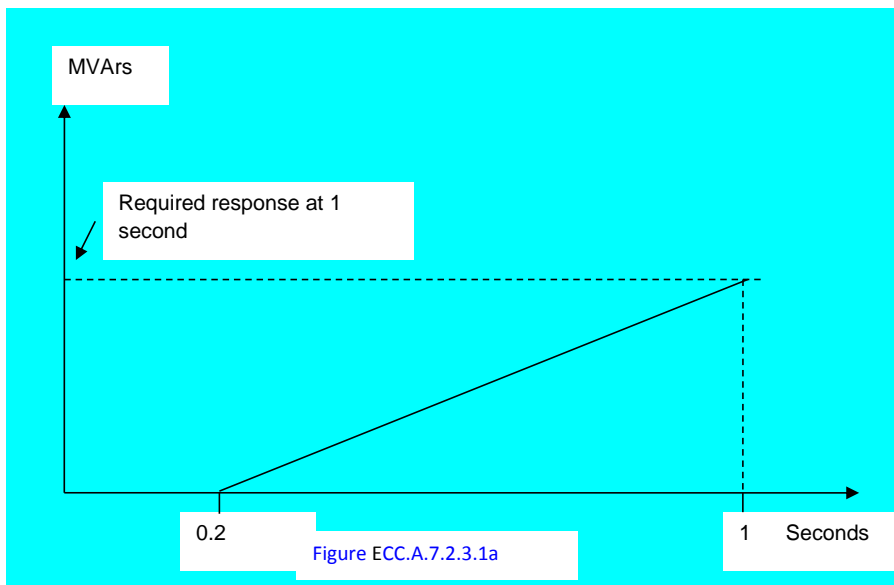 MVArs
Required response at 1
second
0.2
1 Seconds
Figure ECC.A.7.2.3.1a